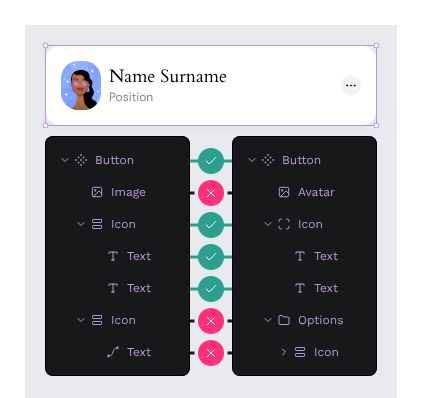 Name Surname
Position
Button
Image
Icon
Text
Text
Icon
Text
Button
Avatar
Icon
Text
Text
Options
Icon